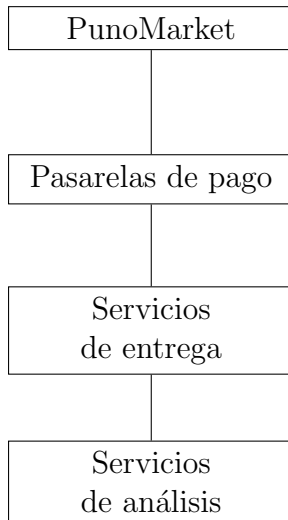 PunoMarket
Pasarelas de pago
Servicios
de entrega
Servicios
de análisis